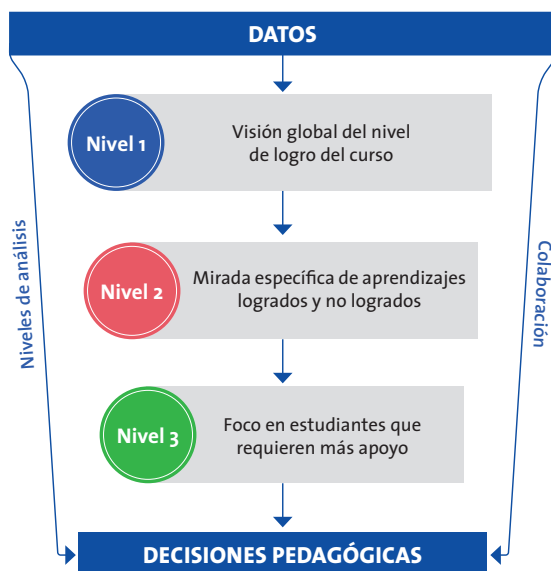 DATOS
Nivel 1
Visión global del nivel
de logro del curso
Nivel 2
Mirada específica de aprendizajes
logrados y no logrados
Nivel 3
Foco en estudiantes que
requieren más apoyo
Niveles de análisis
Colaboración
DECISIONES PEDAGÓGICAS